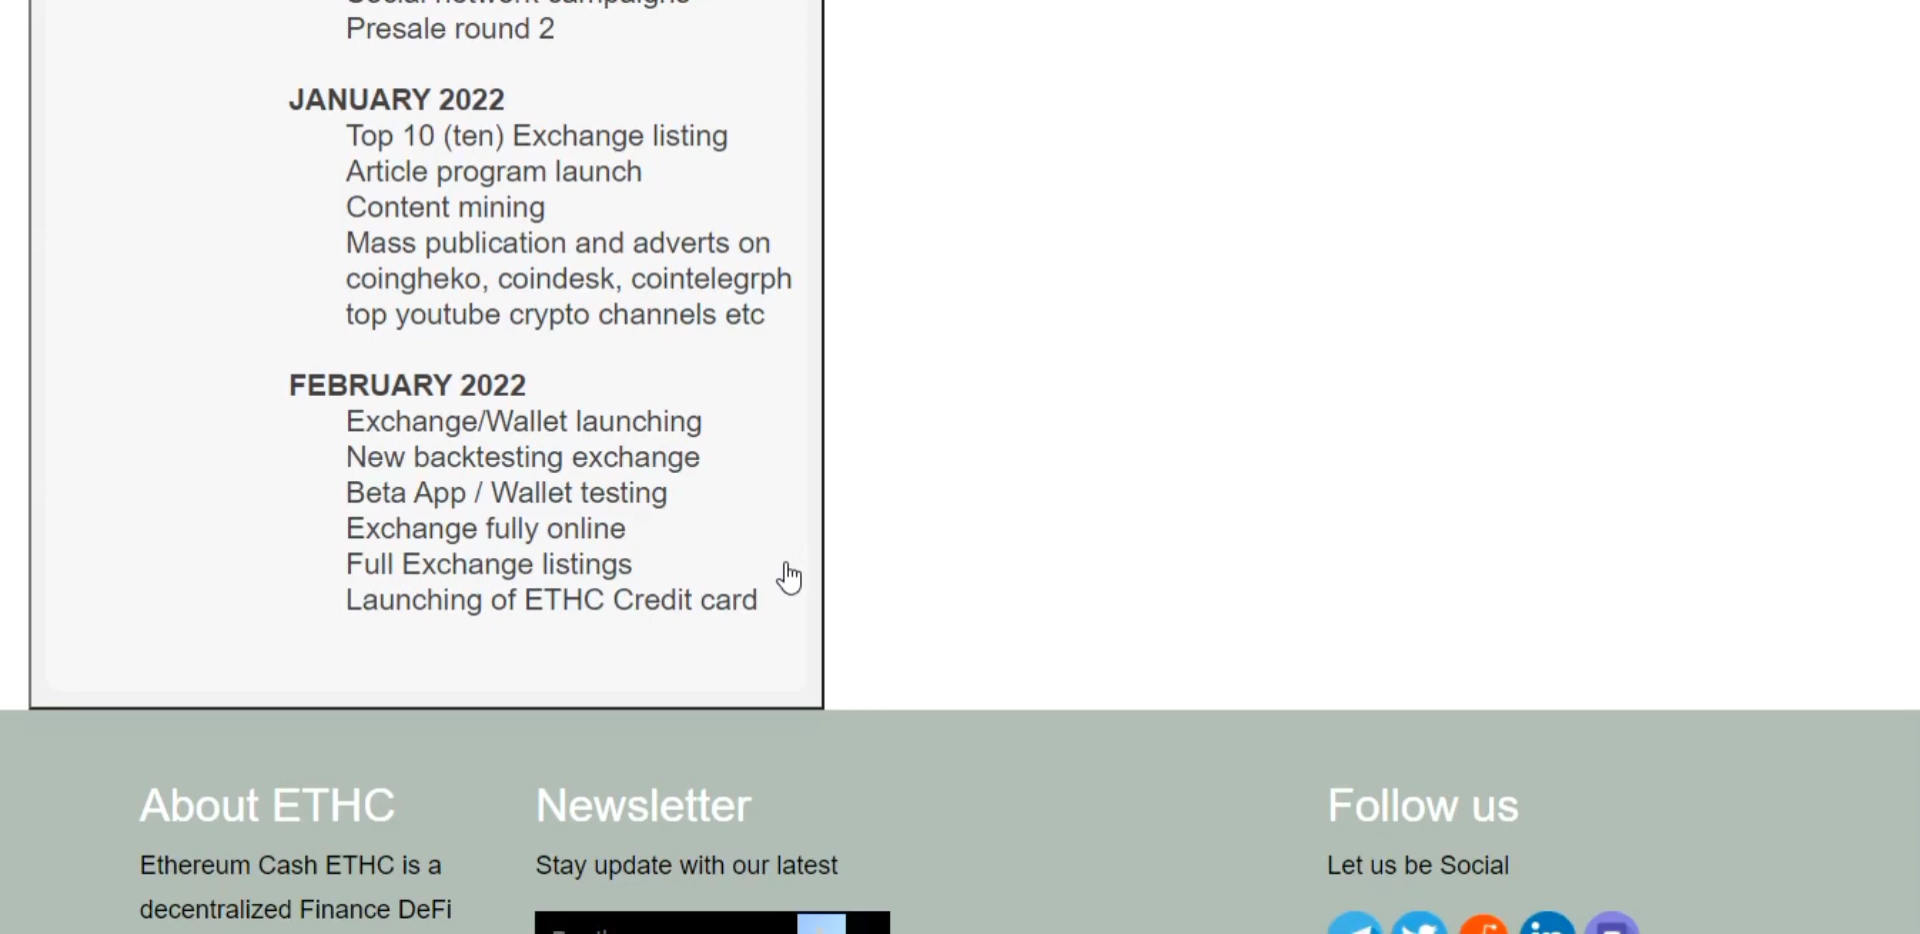 Social network campaigns
Presale round 2
JANUARY 2022
Top 10 (ten) Exchange listing
Article program launch
Content mining
Mass publication and adverts on
coingheko, coindesk, cointelegrph
top youtube crypto channels etc
FEBRUARY 2022
Exchange/Wallet launching
New backtesting exchange
Beta App / Wallet testing
Exchange fully online
Full Exchange listings
Launching of ETHC Credit card
About ETHC
Ethereum Cash ETHC is a
decentralized Finance DeFi
Newsletter
Stay update with our latest
Follow us
Let us be Social